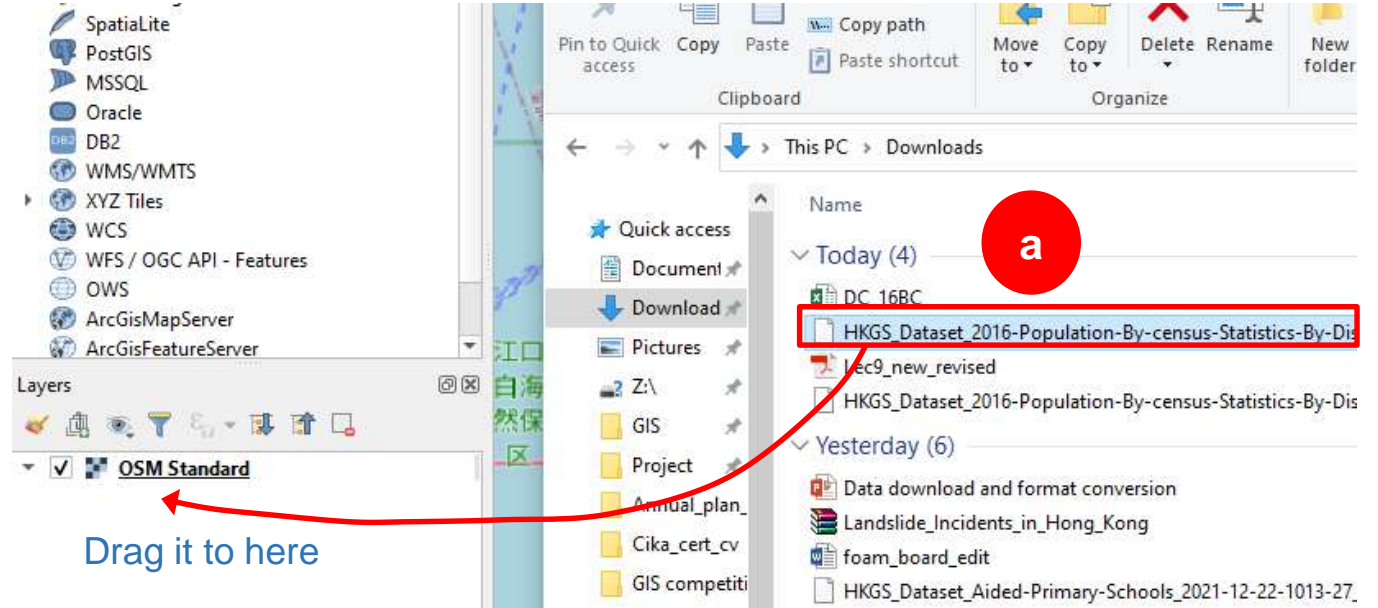 SpatiaLite
PostGIS
MSSQL
Oracle
DB2
DB2
WMS/WMTS
XYZ Tiles
WCS
WFS / OGC API - Features
OWS
ArcGisMapServer
ArcGisFeatureServer
江口
白海
然保
区
Layers
OSM Standard
Drag it to here
Pin to Quick access
Copy
Paste
Copy path
Paste shortcut
Clipboard
Move to
Copy to
Delete
Rename
New folder
Organize
This PC > Downloads
Quick access
Document
Download
Pictures
Z:\
GIS
Project
Annual_plan_
Cika_cert_cv
GIS competiti
Name
a
Today (4)
DC_16BC
HKGS_Dataset_2016-Population-By-census-Statistics-By-Dis
Lec9_new_revised
HKGS_Dataset_2016-Population-By-census-Statistics-By-Dis
Yesterday (6)
Data download and format conversion
Landslide_Incidents_in_Hong_Kong
foam_board_edit
HKGS_Dataset_Aided-Primary-Schools_2021-12-22-1013-27_